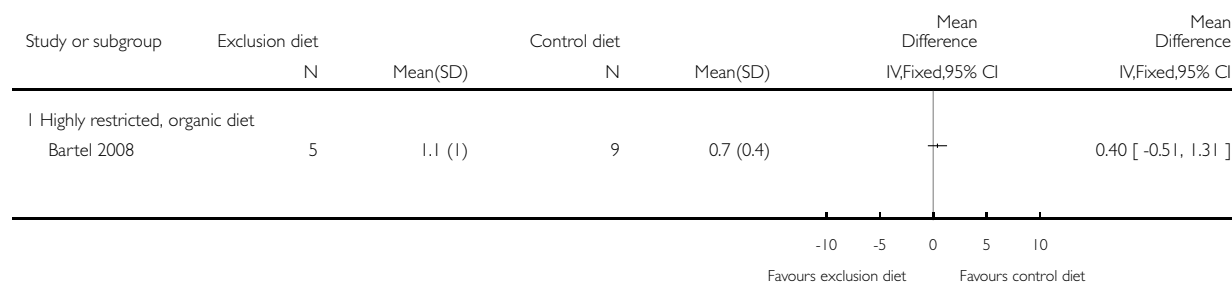 Study or subgroup Exclusion diet Control diet Mean Difference Mean Difference
N Mean(SD) N Mean(SD) IV,Fixed,95% CI IV,Fixed,95% CI
1 Highly restricted, organic diet
Bartel 2008 5 1.1 (1) 9 0.7 (0.4) 0.40 [ -0.51, 1.31 ]
-10 -5 0 5 10
Favours exclusion diet Favours control diet